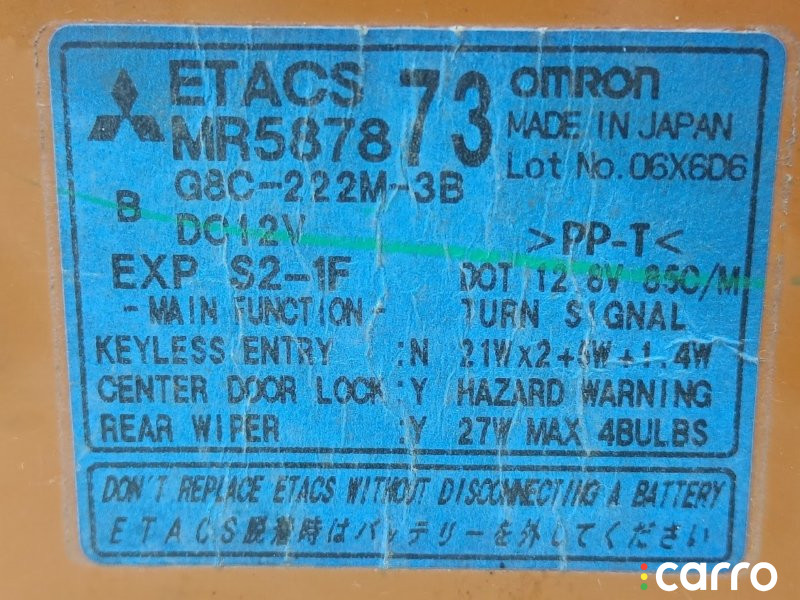 ETACS 73 OMRON
MR5878 MADE IN JAPAN
Lot No. 06X6D6
G8C-222M-3B
B DC12V >PP-T<
EXP S2-1F DOT 12 8V 85C/M
-MAIN FUNCTION- TURN SIGNAL
KEYLESS ENTRY :N 21W×2+5W+1.4W
CENTER DOOR LOCK :Y HAZARD WARNING
REAR WIPER :Y 27W MAX 4BULBS
DON'T REPLACE ETACS WITHOUT DISCONNECTING A BATTERY
ETACS脱着時はバッテリーを外してください
carro